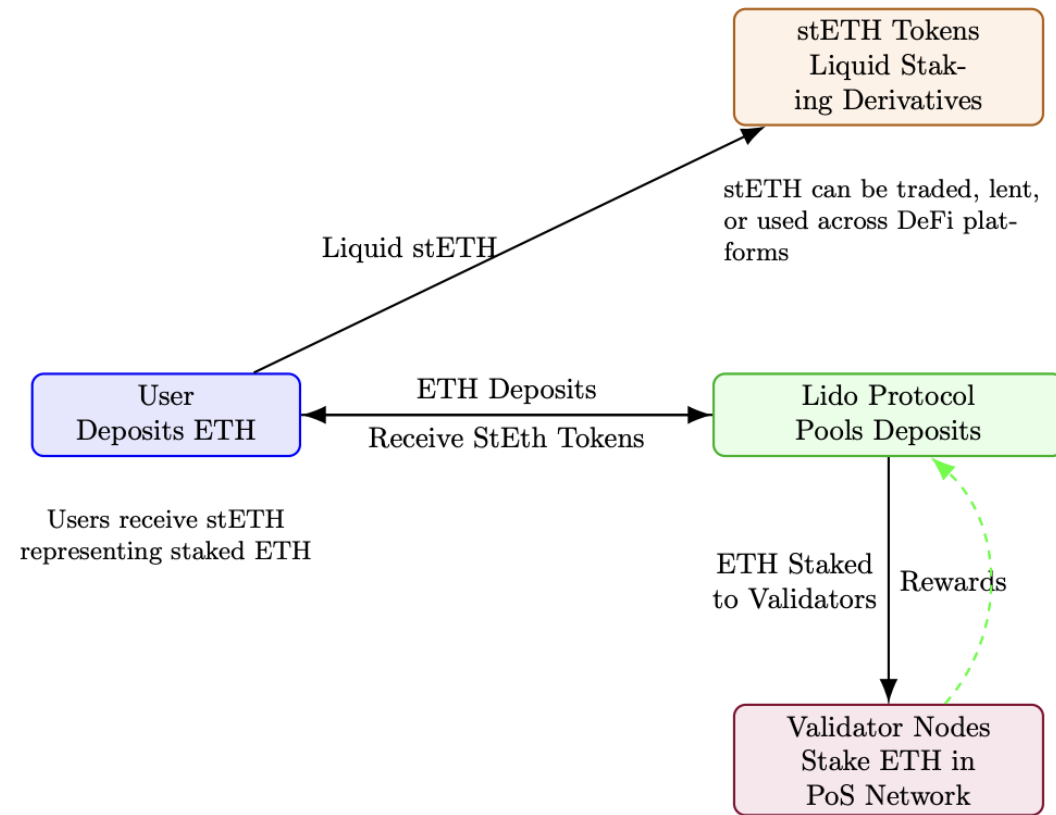 stETH Tokens
Liquid Stak-
ing Derivatives
stETH can be traded, lent,
or used across DeFi plat-
forms
Liquid stETH
User
Deposits ETH
ETH Deposits
Receive StEth Tokens
Lido Protocol
Pools Deposits
Users receive stETH
representing staked ETH
ETH Staked
to Validators
Rewards
Validator Nodes
Stake ETH in
PoS Network